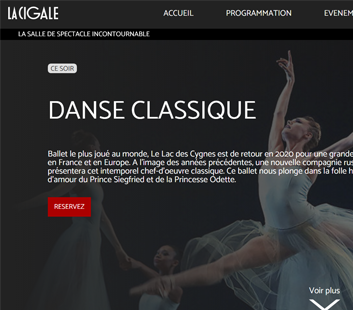 LA CIGALE
ACCUEIL PROGRAMMATION EVENEM
LA SALLE DE SPECTACLE INCONTOURNABLE
CE SOIR
DANSE CLASSIQUE
Ballet le plus joué au monde, Le Lac des Cygnes est de retour en 2020 pour une grande
en France et en Europe. A l'image des années précédentes, une nouvelle compagnie rus
présentera cet intemporel chef-d'oeuvre classique. Ce ballet nous plonge dans la folle h
d'amour du Prince Siegfried et de la Princesse Odette.
RESERVEZ
Voir plus